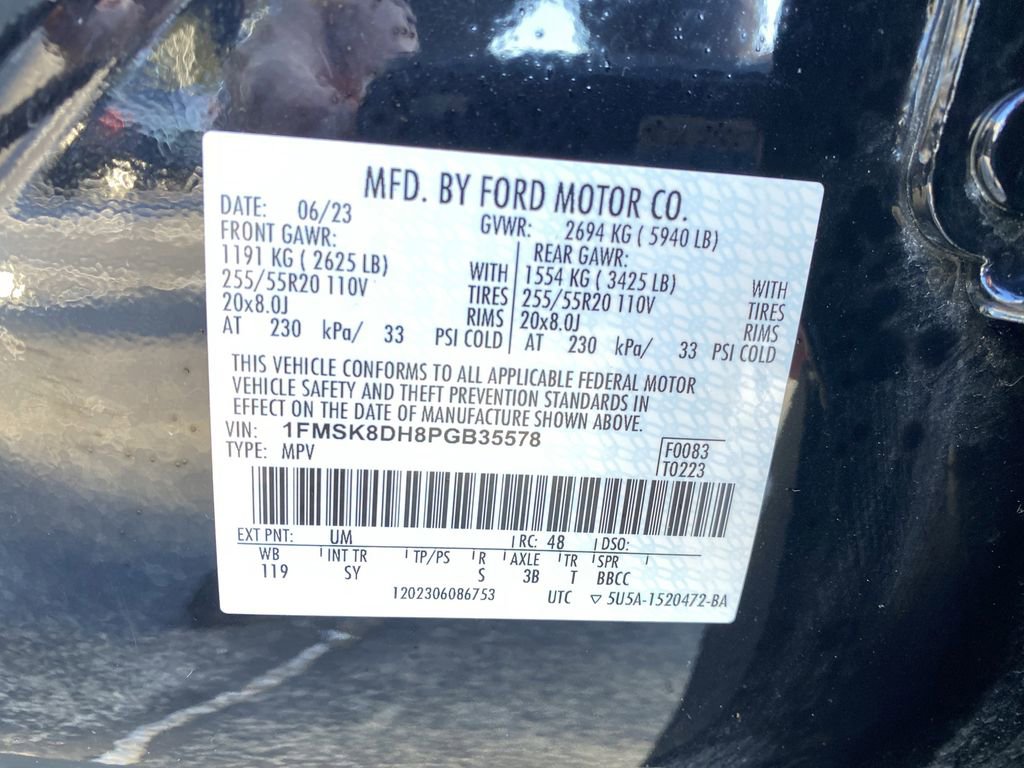 MFD. BY FORD MOTOR CO.
DATE: 06/23 GVWR: 2694 KG ( 5940 LB)
FRONT GAWR: REAR GAWR:
1191 KG ( 2625 LB) WITH 1554 KG ( 3425 LB) WITH
255/55R20 110V TIRES 255/55R20 110V TIRES
20x8.0J RIMS 20x8.0J RIMS
AT 230 kPa/ 33 PSI COLD AT 230 kPa/ 33 PSI COLD
THIS VEHICLE CONFORMS TO ALL APPLICABLE FEDERAL MOTOR
VEHICLE SAFETY AND THEFT PREVENTION STANDARDS IN
EFFECT ON THE DATE OF MANUFACTURE SHOWN ABOVE.
VIN: 1FMSK8DH8PGB35578
TYPE: MPV F0083
T0223
EXT PNT: UM RC: 48 DSO:
WB INT TR TP/PS R AXLE TR SPR
119 SY S 3B T BBCC
1202306086753 UTC ▽ 5U5A-1520472-BA